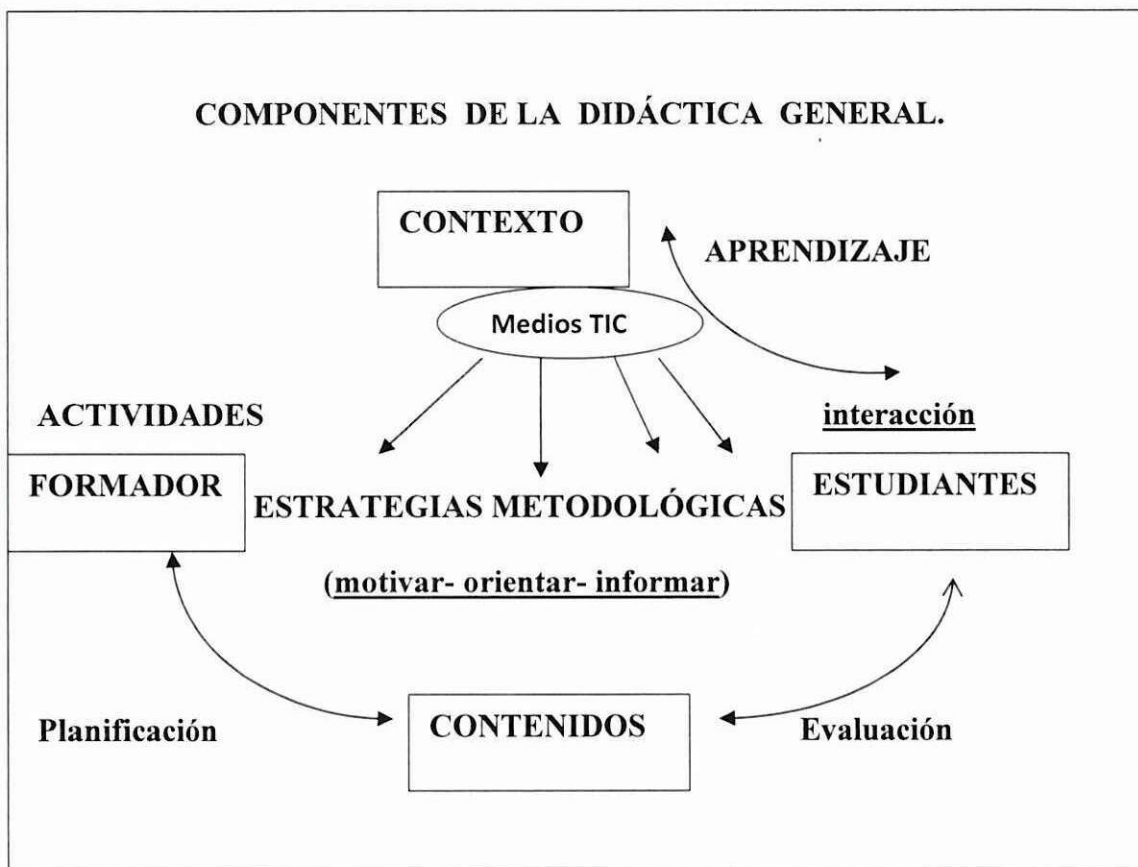 COMPONENTES DE LA DIDÁCTICA GENERAL.
CONTEXTO
APRENDIZAJE
Medios TIC
ACTIVIDADES
interacción
FORMADOR
ESTRATEGIAS METODOLÓGICAS
ESTUDIANTES
(motivar- orientar- informar)
Planificación
CONTENIDOS
Evaluación